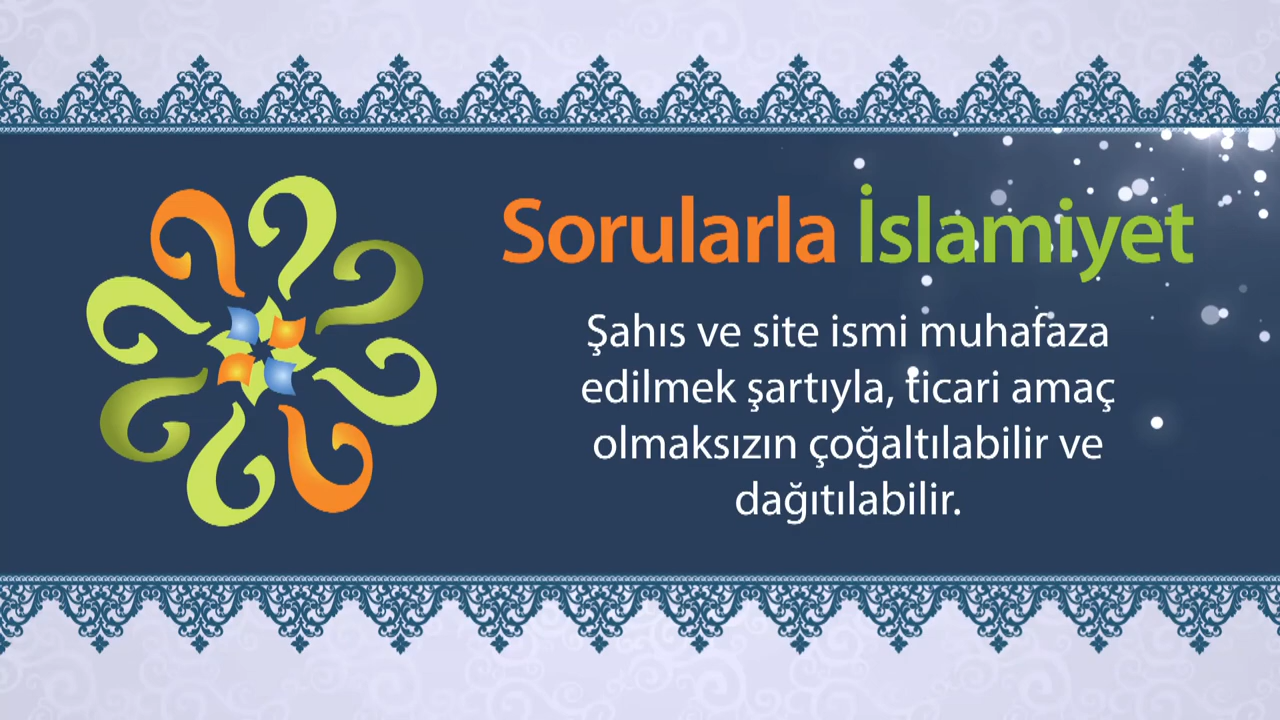 Sorularla İslamiyet
Şahıs ve site ismi muhafaza
edilmek şartıyla, ticari amaç
olmaksızın çoğaltılabilir ve
dağıtılabilir.